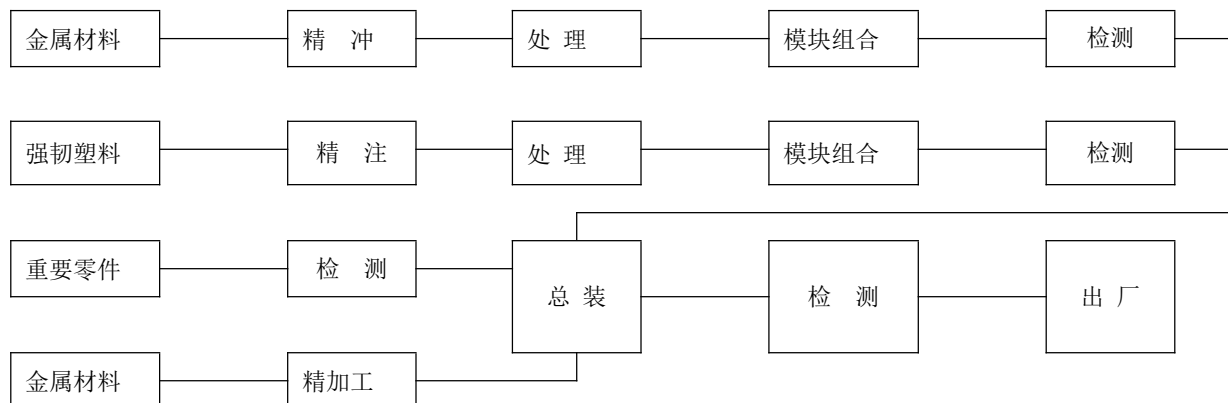 金属材料 精 冲 处 理 模块组合 检测
强韧塑料 精 注 处 理 模块组合 检测
重要零件 检 测
总 装 检 测 出 厂
金属材料 精加工